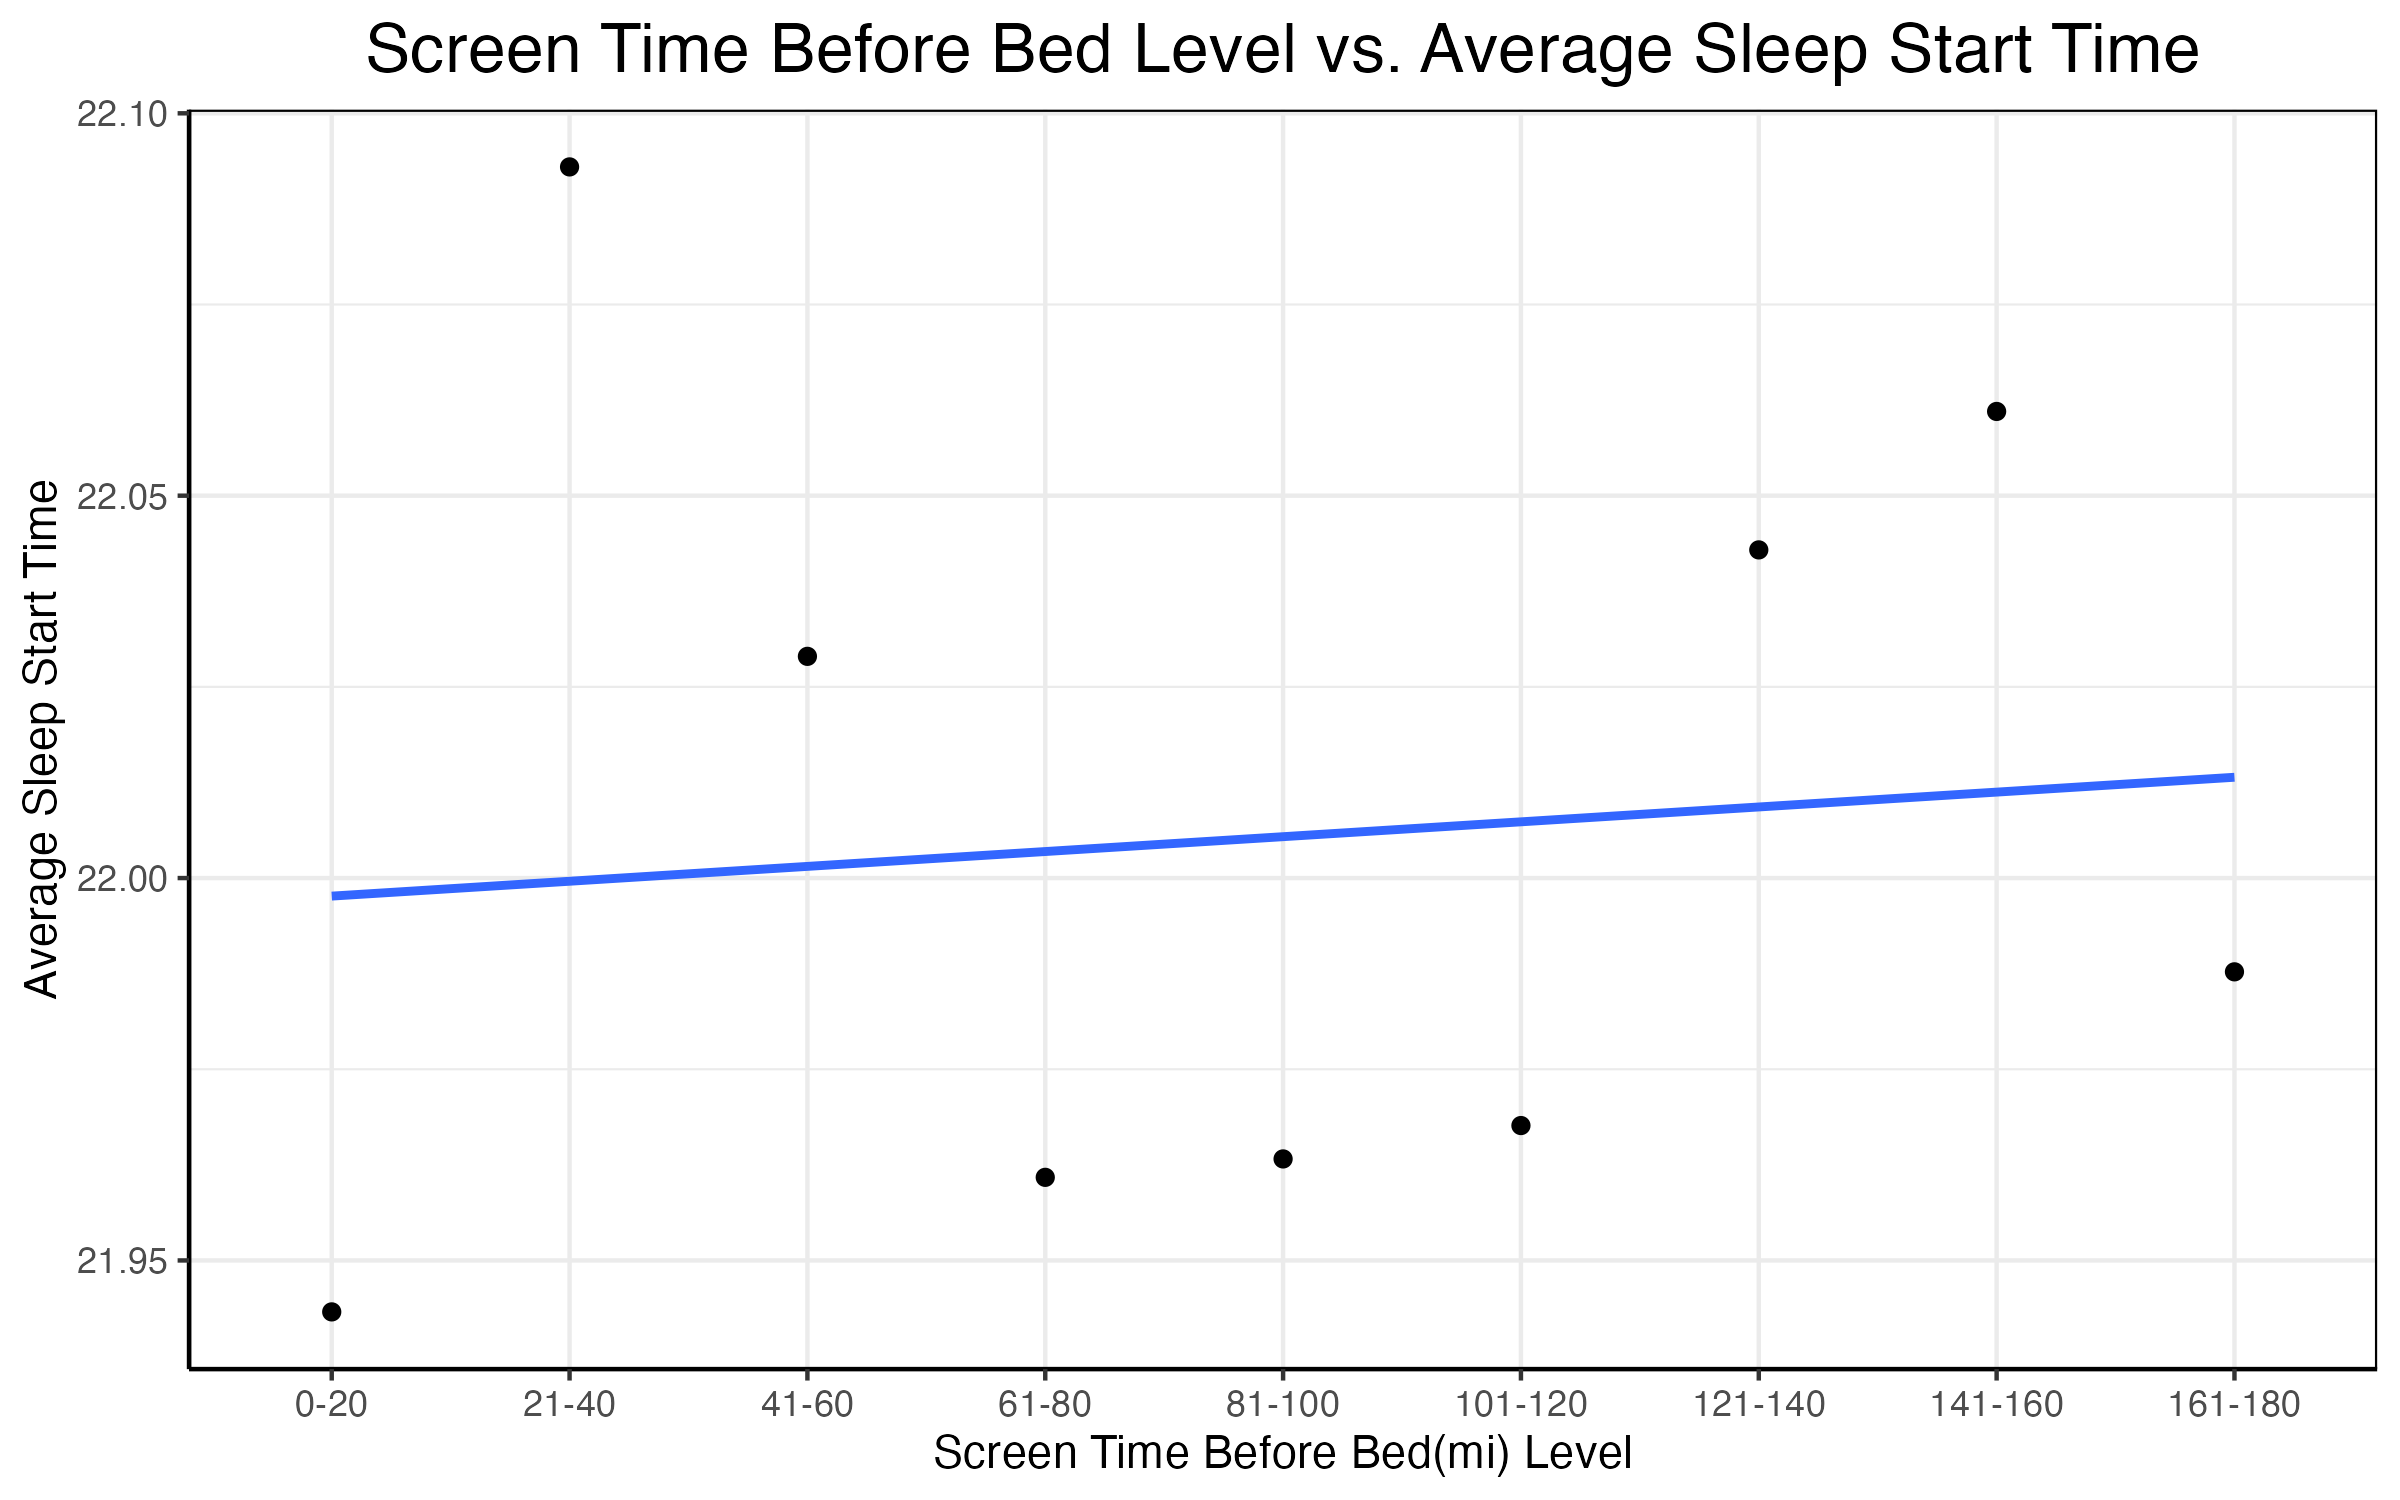 Screen Time Before Bed Level vs. Average Sleep Start Time
Average Sleep Start Time
22.10
22.05
22.00
21.95
0-20 21-40 41-60 61-80 81-100 101-120 121-140 141-160 161-180
Screen Time Before Bed(mi) Level